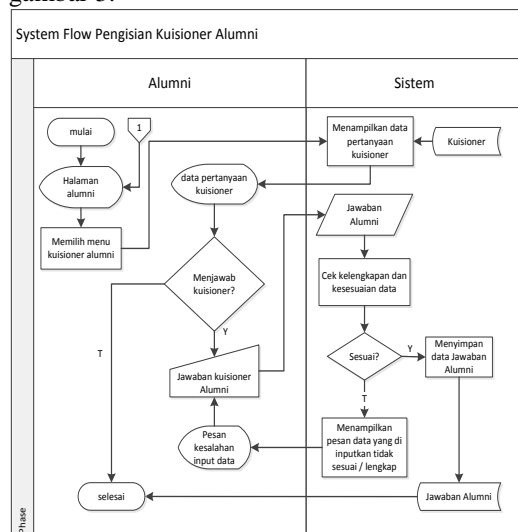 gambar 5.
System Flow Pengisian Kuisioner Alumni
Alumni
Sistem
mulai
1
Menampilkan data
pertanyaan
kuisioner
Kuisioner
Halaman
alumni
data pertanyaan
kuisioner
Memilih menu
kuisioner alumni
Jawaban
Alumni
Menjawab
kuisioner?
Cek kelengkapan dan
kesesuaian data
T
Y
Sesuai?
Y
Menyimpan
data Jawaban
Alumni
Jawaban kuisioner
Alumni
T
Pesan
kesalahan
input data
Menampilkan
pesan data yang di
inputkan tidak
sesuai / lengkap
selesai
Jawaban Alumni
Phase